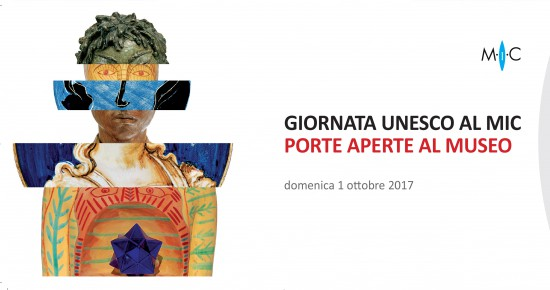 M·I·C
GIORNATA UNESCO AL MIC
PORTE APERTE AL MUSEO
domenica 1 ottobre 2017